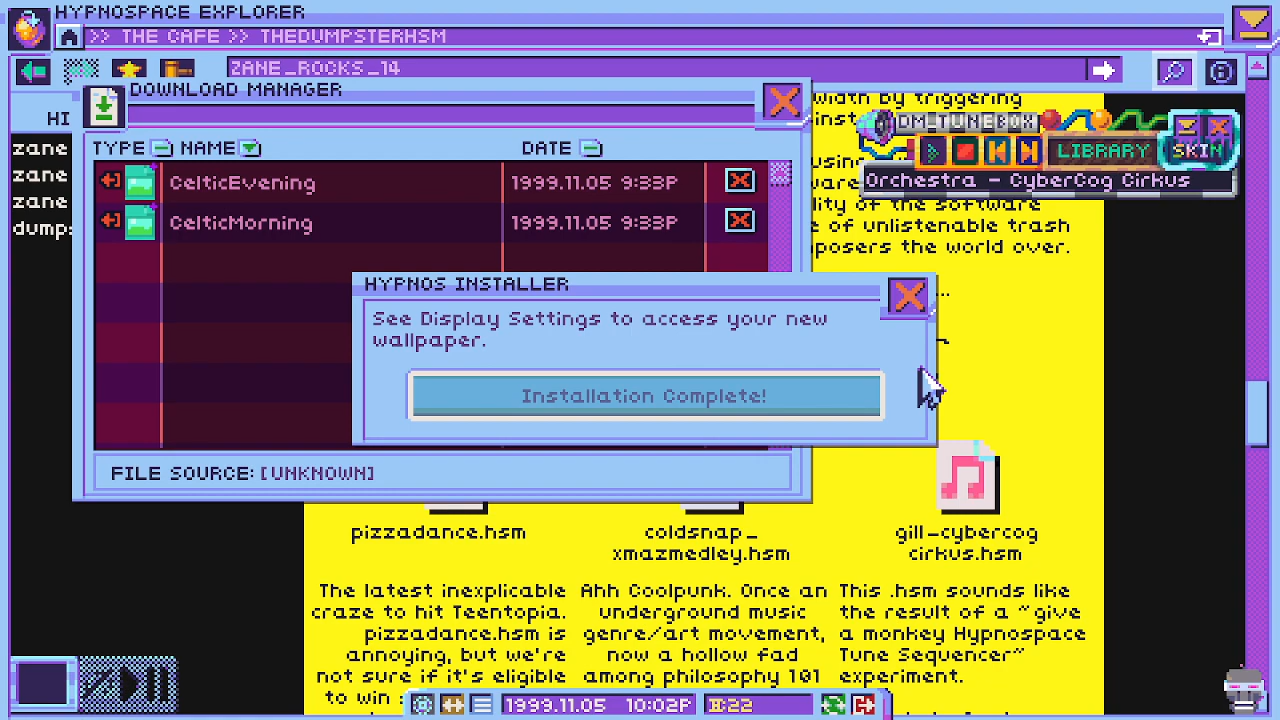 HYPNOSPACE EXPLORER
>> THE CAFE >> THEDUMPSTERHSM
ZANE_ROCKS_14
DOWNLOAD MANAGER
HI
zane
zane
zane
dump
TYPE NAME DATE
CelticEvening 1999.11.05 9:33P
CelticMorning 1999.11.05 9:33P
FILE SOURCE: [UNKNOWN]
HYPNOS INSTALLER
See Display Settings to access your new
wallpaper.
Installation Complete!
DM_TUNEBOX
LIBRARY
SKIN
Orchestra - CyberCog Cirkus
width by triggering
inst
using
ware
lity of the software
e of unlistenable trash
posers the world over.
...
pizzadance.hsm
coldsnap_
xmazmedley.hsm
gill-cybercog
cirkus.hsm
The latest inexplicable
craze to hit Teentopia.
pizzadance.hsm is
annoying, but we're
not sure if it's eligible
to win
Ahh Coolpunk. Once an
underground music
genre/art movement,
now a hollow fad
among philosophy 101
This .hsm sounds like
the result of a ~give
a monkey Hypnospace
Tune Sequencer~
experiment.
1999.11.05 10:02P
22